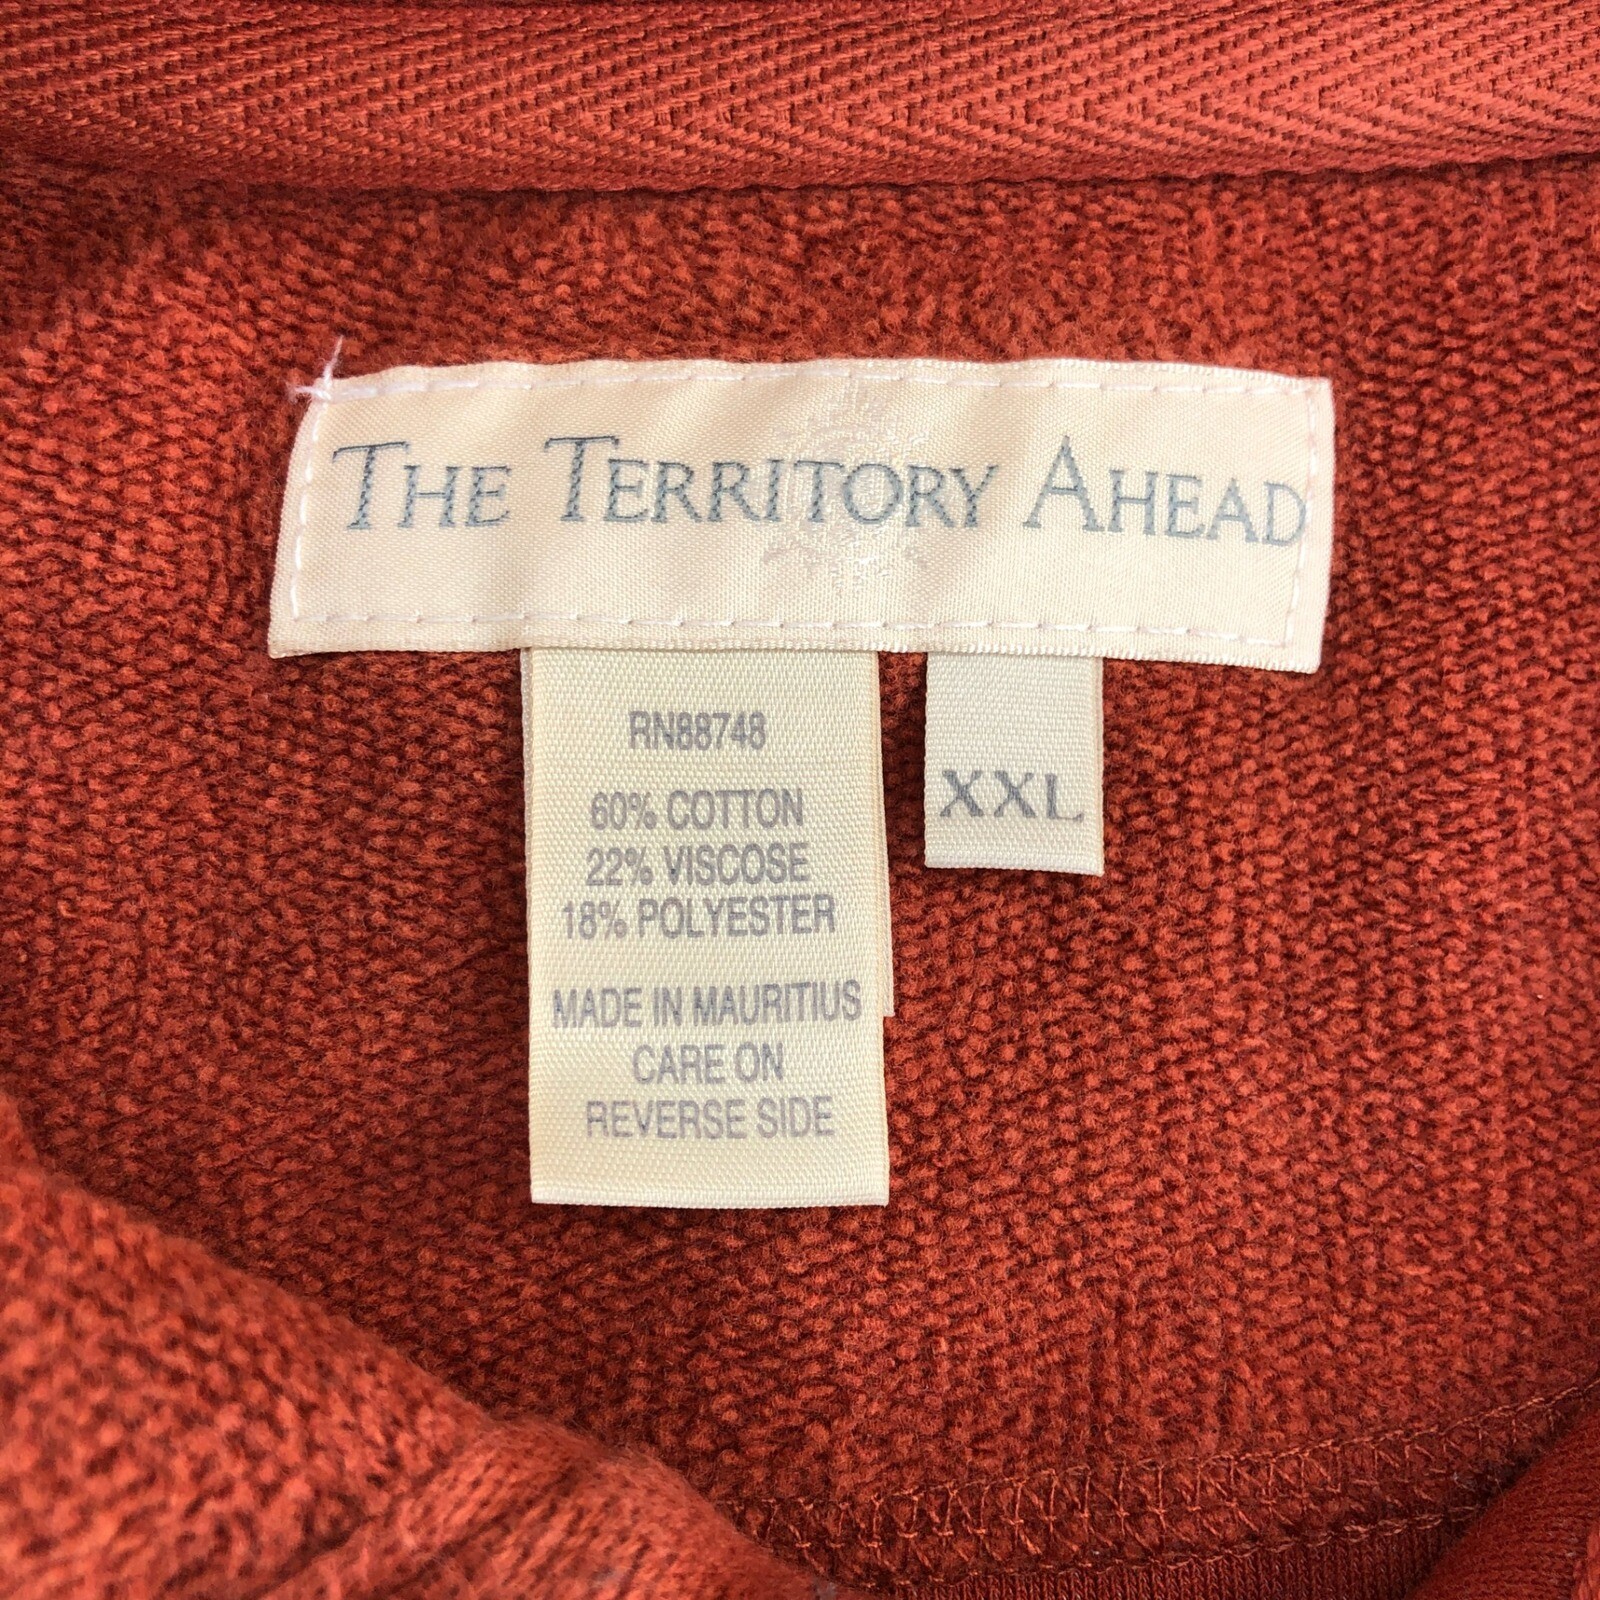 THE TERRITORY AHEAD
RN88748
60% COTTON
22% VISCOSE
18% POLYESTER
MADE IN MAURITIUS
CARE ON
REVERSE SIDE
XXL